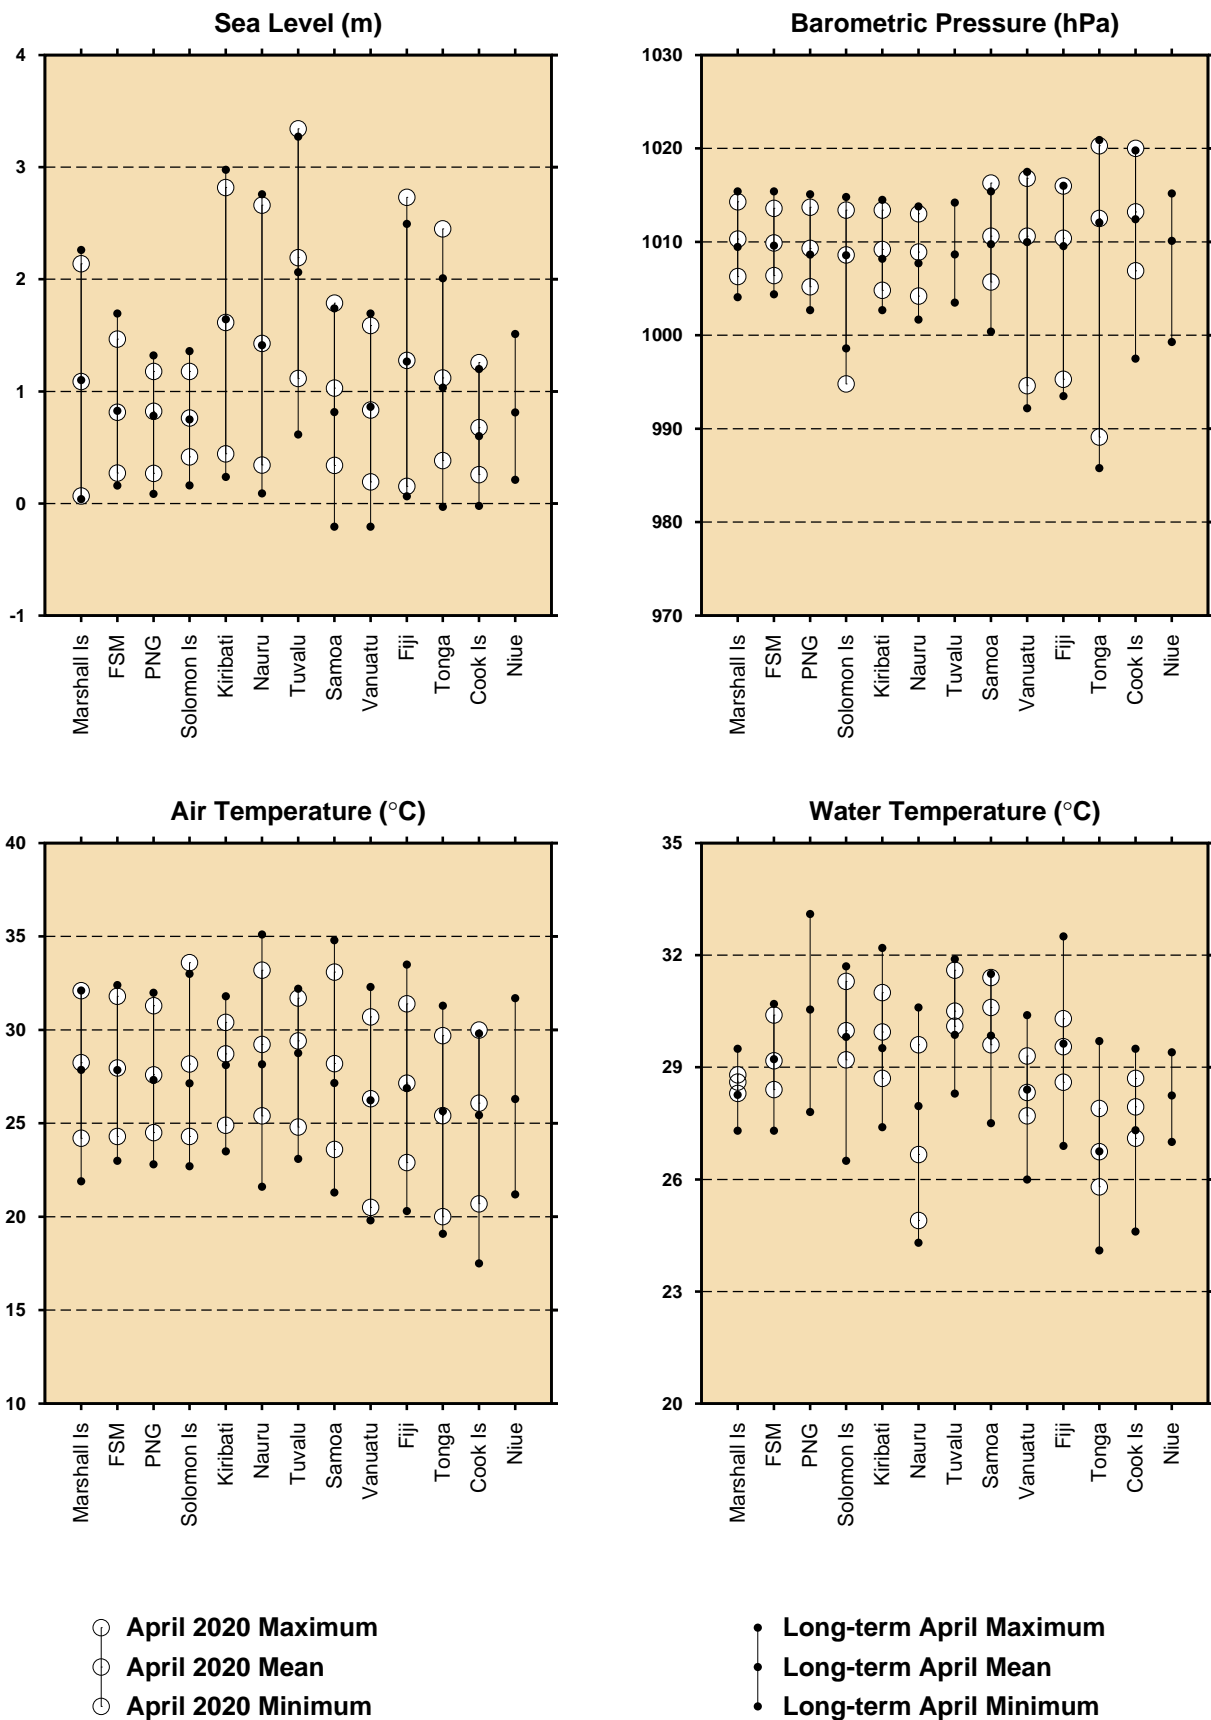 Sea Level (m)
4
3
2
1
0
-1
Marshall Is
FSM
PNG
Solomon Is
Kiribati
Nauru
Tuvalu
Samoa
Vanuatu
Fiji
Tonga
Cook Is
Niue
Barometric Pressure (hPa)
1030
1020
1010
1000
990
980
970
Marshall Is
FSM
PNG
Solomon Is
Kiribati
Nauru
Tuvalu
Samoa
Vanuatu
Fiji
Tonga
Cook Is
Niue
Air Temperature (°C)
40
35
30
25
20
15
10
Marshall Is
FSM
PNG
Solomon Is
Kiribati
Nauru
Tuvalu
Samoa
Vanuatu
Fiji
Tonga
Cook Is
Niue
Water Temperature (°C)
35
32
29
26
23
20
Marshall Is
FSM
PNG
Solomon Is
Kiribati
Nauru
Tuvalu
Samoa
Vanuatu
Fiji
Tonga
Cook Is
Niue
April 2020 Maximum
April 2020 Mean
April 2020 Minimum
Long-term April Maximum
Long-term April Mean
Long-term April Minimum